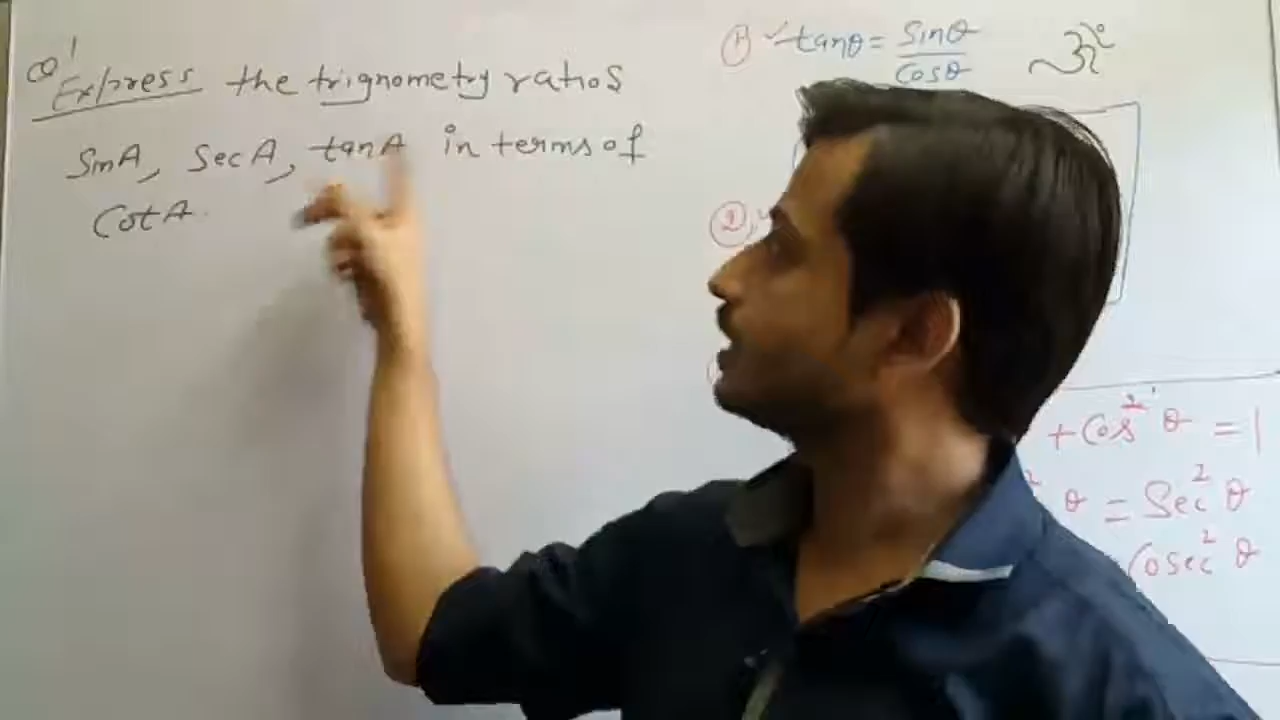 Q1 Express the trignometry ratios
SinA, SecA, tanA in terms of
CotA.
1) ✓ tanθ = Sinθ/Cosθ
2)
+ Cos²θ = 1
θ = Sec²θ
Cosec²θ